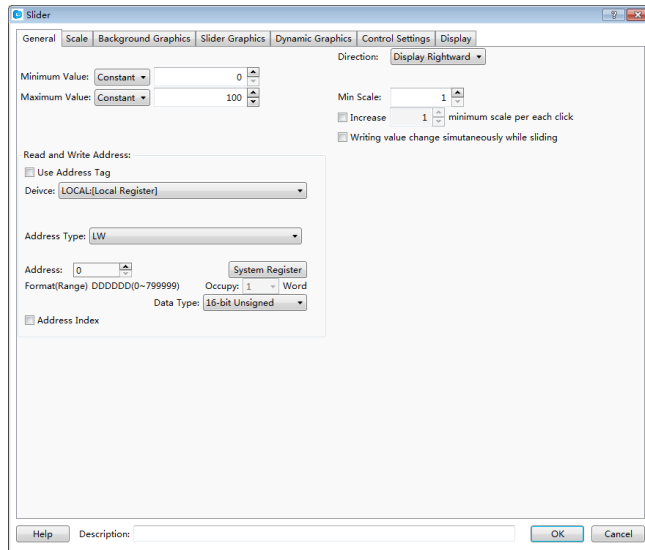 Slider
General Scale Background Graphics Slider Graphics Dynamic Graphics Control Settings Display
Direction: Display Rightward
Minimum Value: Constant 0
Maximum Value: Constant 100
Min Scale: 1
Increase 1 minimum scale per each click
Writing value change simutaneously while sliding
Read and Write Address:
Use Address Tag
Deivce: LOCAL:[Local Register]
Address Type: LW
Address: 0 System Register
Format(Range) DDDDDD(0~799999) Occupy: 1 Word
Data Type: 16-bit Unsigned
Address Index
Help Description: OK Cancel